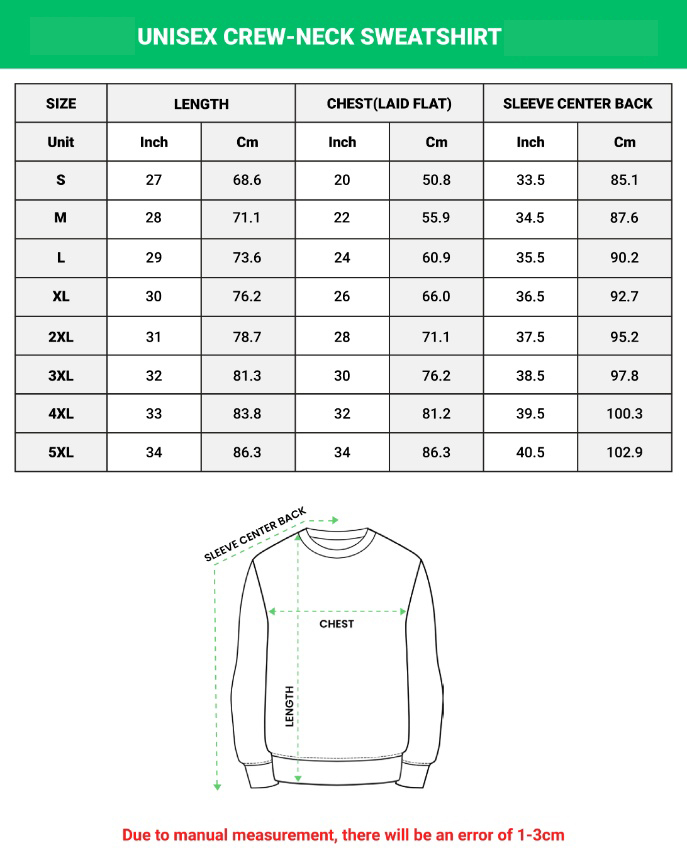 UNISEX CREW-NECK SWEATSHIRT
SIZE LENGTH CHEST(LAID FLAT) SLEEVE CENTER BACK
Unit Inch Cm Inch Cm Inch Cm
S 27 68.6 20 50.8 33.5 85.1
M 28 71.1 22 55.9 34.5 87.6
L 29 73.6 24 60.9 35.5 90.2
XL 30 76.2 26 66.0 36.5 92.7
2XL 31 78.7 28 71.1 37.5 95.2
3XL 32 81.3 30 76.2 38.5 97.8
4XL 33 83.8 32 81.2 39.5 100.3
5XL 34 86.3 34 86.3 40.5 102.9
SLEEVE CENTER BACK
CHEST
LENGTH
Due to manual measurement, there will be an error of 1-3cm